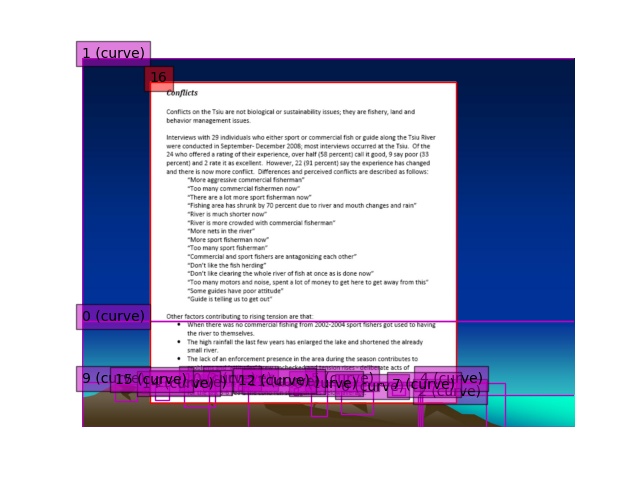 1 (curve)
16
Conflicts
Conflicts on the Tsiu are not biological or sustainability issues; they are fishery, land and
behavior management issues.
Interviews with 29 individuals who either sport or commercial fish or guide along the Tsiu River
were conducted in September- December 2008; most interviews occurred at the Tsiu. Of the
24 who offered a rating of their experience, over half (58 percent) call it good, 9 say poor (33
percent) and 2 rate it as excellent. However, 22 (91 percent) say the experience has changed
and there is now more conflict. Differences and perceived conflicts are described as follows:
"More aggressive commercial fisherman"
"Too many commercial fishermen now"
"There are a lot more sport fisherman now"
"Fishing area has shrunk by 70 percent due to river and mouth changes and rain"
"River is much shorter now"
"River is more crowded with commercial fisherman"
"More nets in the river"
"More sport fisherman now"
"Too many sport fisherman"
"Commercial and sport fishers are antagonizing each other"
"Don't like the fish herding"
"Don't like clearing the whole river of fish at once as is done now"
"Too many motors and noise, spent a lot of money to get here to get away from this"
"Some guides have poor attitude"
"Guide is telling us to get out"
0 (curve)
Other factors contributing to rising tension are that:
• When there was no commercial fishing from 2002-2004 sport fishers got used to having
the river to themselves.
• The high rainfall the last few years has enlarged the lake and shortened the already
small river.
• The lack of an enforcement presence in the area during the season contributes to
deliberate acts of
9 (curve)
15 (curve)
12 (curve)
7 (curve)
4 (curve)